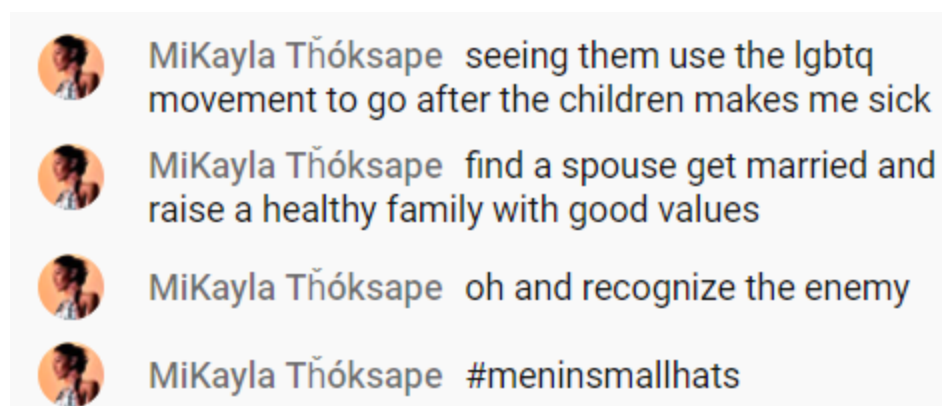 MiKayla Tȟóksape seeing them use the lgbtq
movement to go after the children makes me sick
MiKayla Tȟóksape find a spouse get married and
raise a healthy family with good values
MiKayla Tȟóksape oh and recognize the enemy
MiKayla Tȟóksape #meninsmallhats